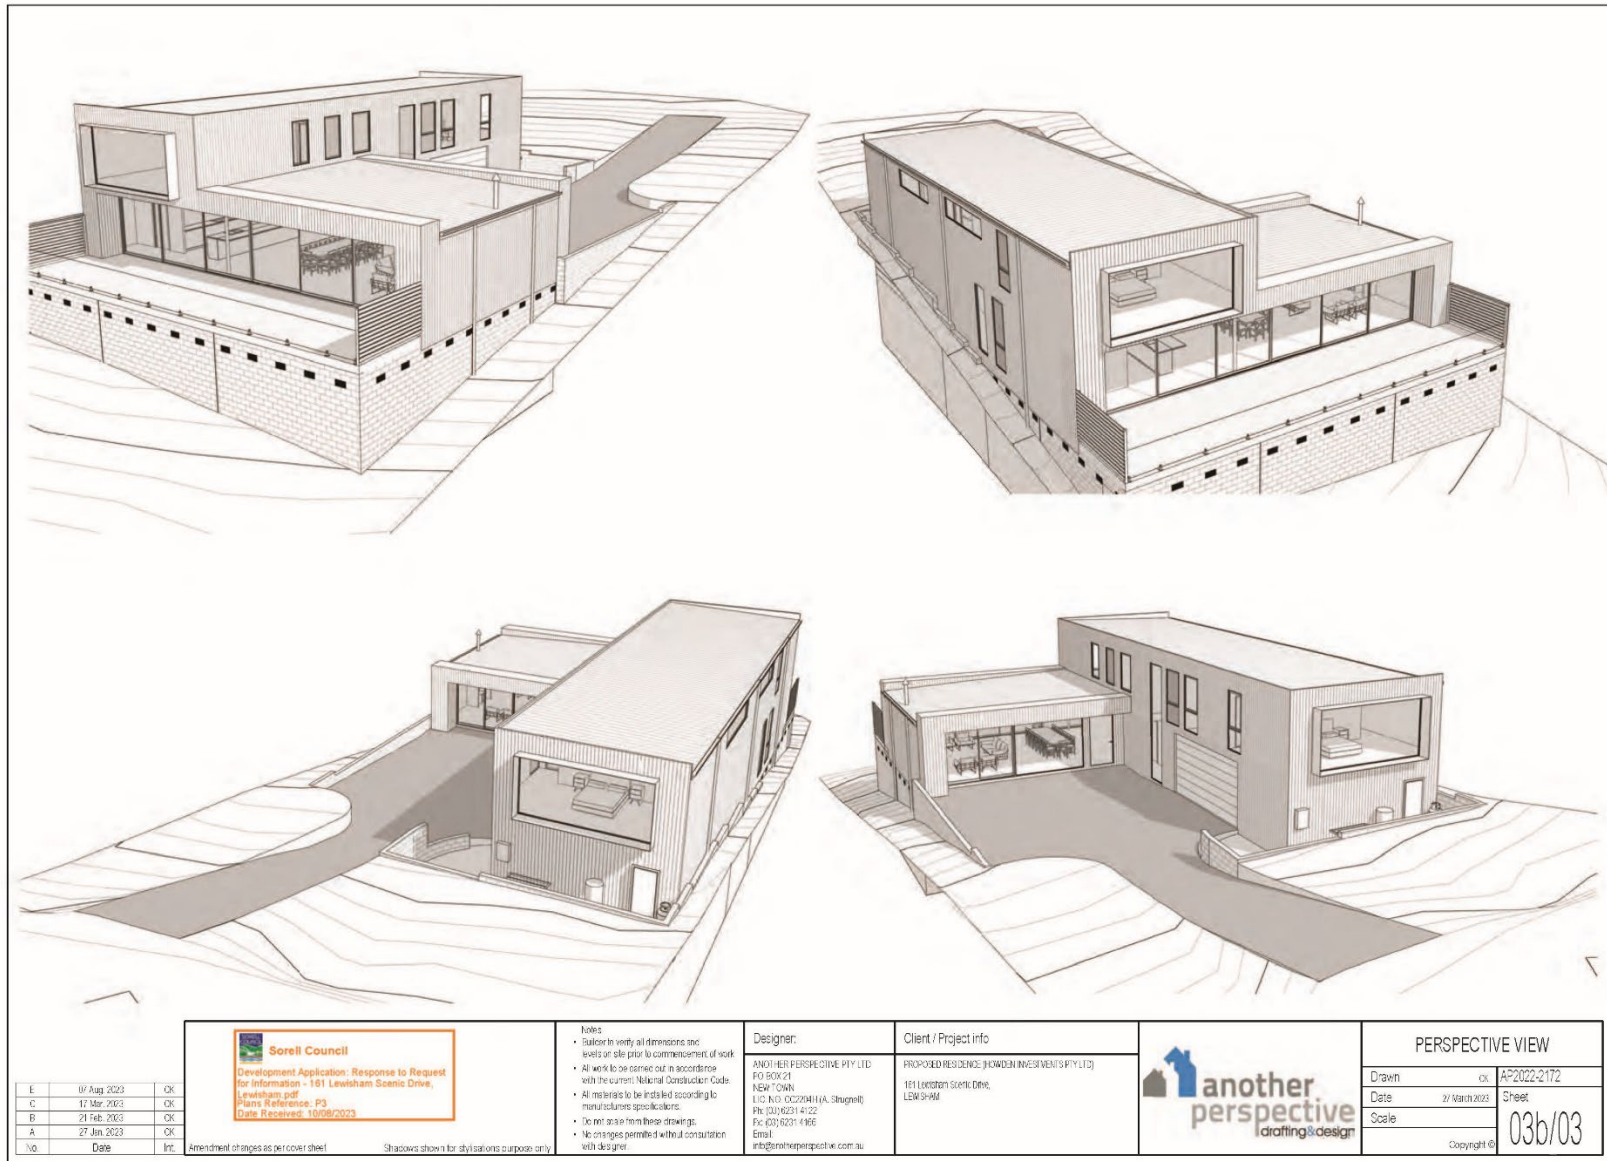 E 07 Aug. 2023 CK
C 17 Mar. 2023 CK
B 21 Feb. 2023 CK
A 27 Jan. 2023 CK
No. Date Int.
Sorell Council
Development Application: Response to Request
for Information - 161 Lewisham Scenic Drive,
Lewisham.pdf
Plans Reference: P3
Date Received: 10/08/2023
Amendment changes as per cover sheet
Shadows shown for stylisations purpose only
Notes
• Builder to verify all dimensions and
levels on site prior to commencement of work
• All work to be carried out in accordance
with the current National Construction Code.
• All materials to be installed according to
manufacturers specifications.
• Do not scale from these drawings.
• No changes permitted without consultation
with designer.
Designer:
ANOTHER PERSPECTIVE PTY LTD
PO BOX 21
NEW TOWN
LIC. NO. CC2204H (A. Strugnell)
Ph: (03) 6231 4122
Fx: (03) 6231 4166
Email:
info@anotherperspective.com.au
Client / Project info
PROPOSED RESIDENCE (HOWDEN INVESTMENTS PTY LTD)
161 Lewisham Scenic Drive,
LEWISHAM
another
perspective
drafting&design
PERSPECTIVE VIEW
Drawn CK AP2022-2172
Date 27 March 2023
Sheet
Scale
03b/03
Copyright ©